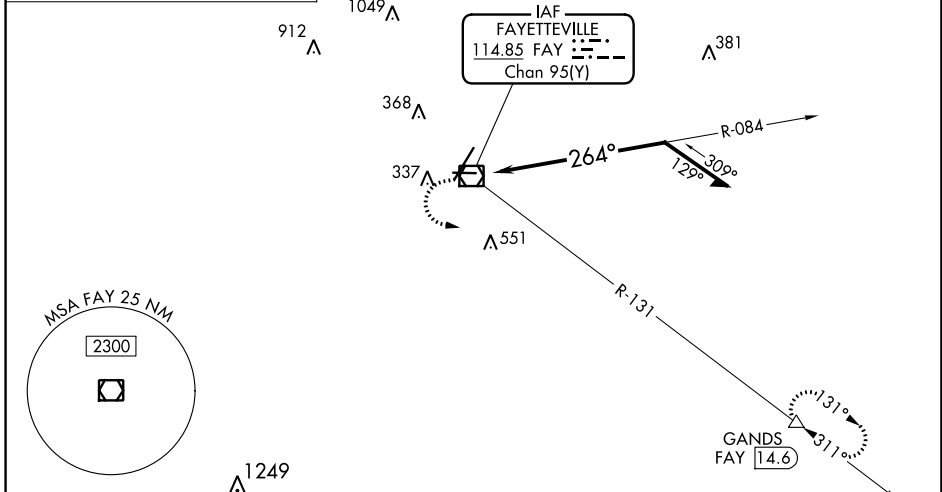 1049
912
IAF
FAYETTEVILLE
114.85 FAY
Chan 95(Y)
381
368
R-084
264°
309°
129°
337
551
R-131
MSA FAY 25 NM
2300
131°
GANDS
FAY 14.6
311°
1249